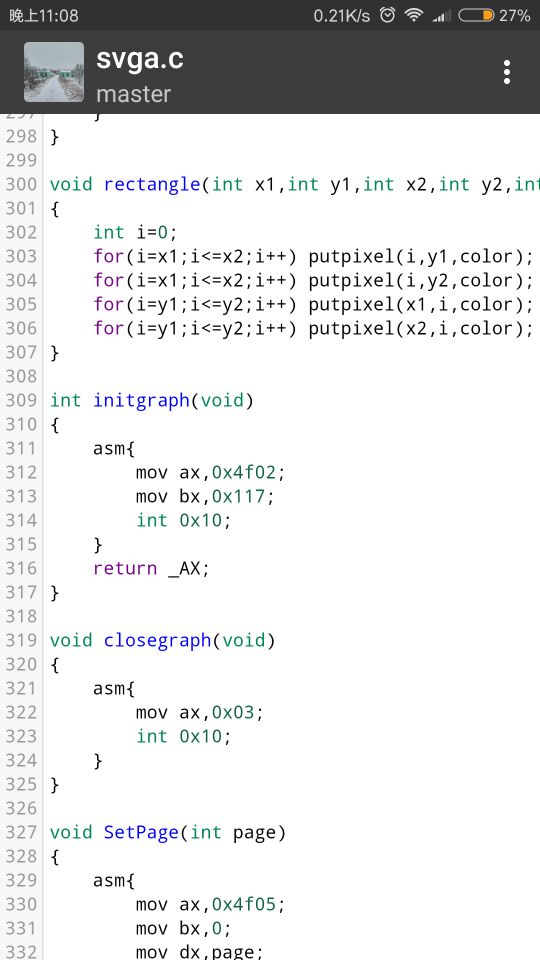 晚上11:08 0.21K/s 27%
svga.c
master
297 }
298 }
299
300 void rectangle(int x1,int y1,int x2,int y2,int
301 {
302     int i=0;
303     for(i=x1;i<=x2;i++) putpixel(i,y1,color);
304     for(i=x1;i<=x2;i++) putpixel(i,y2,color);
305     for(i=y1;i<=y2;i++) putpixel(x1,i,color);
306     for(i=y1;i<=y2;i++) putpixel(x2,i,color);
307 }
308
309 int initgraph(void)
310 {
311     asm{
312         mov ax,0x4f02;
313         mov bx,0x117;
314         int 0x10;
315     }
316     return _AX;
317 }
318
319 void closegraph(void)
320 {
321     asm{
322         mov ax,0x03;
323         int 0x10;
324     }
325 }
326
327 void SetPage(int page)
328 {
329     asm{
330         mov ax,0x4f05;
331         mov bx,0;
332         mov dx,page;